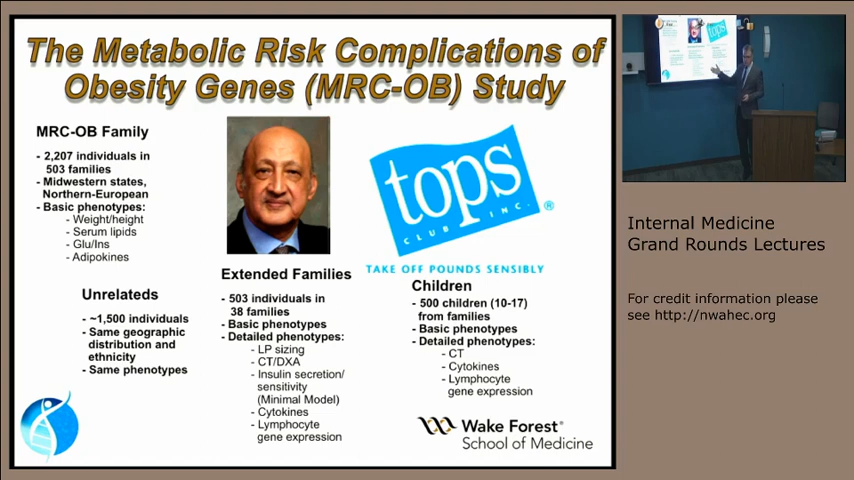 The Metabolic Risk Complications of
Obesity Genes (MRC-OB) Study
MRC-OB Family
- 2,207 individuals in
503 families
- Midwestern states,
Northern-European
- Basic phenotypes:
- Weight/height
- Serum lipids
- Glu/Ins
- Adipokines
Unrelateds
- ~1,500 individuals
- Same geographic
distribution and
ethnicity
- Same phenotypes
Extended Families
- 503 individuals in
38 families
- Basic phenotypes
- Detailed phenotypes:
- LP sizing
- CT/DXA
- Insulin secretion/
sensitivity
(Minimal Model)
- Cytokines
- Lymphocyte
gene expression
tops
CLUB, INC.®
TAKE OFF POUNDS SENSIBLY
Children
- 500 children (10-17)
from families
- Basic phenotypes
- Detailed phenotypes:
- CT
- Cytokines
- Lymphocyte
gene expression
Wake Forest®
School of Medicine
tops
Internal Medicine
Grand Rounds Lectures
For credit information please
see http://nwahec.org